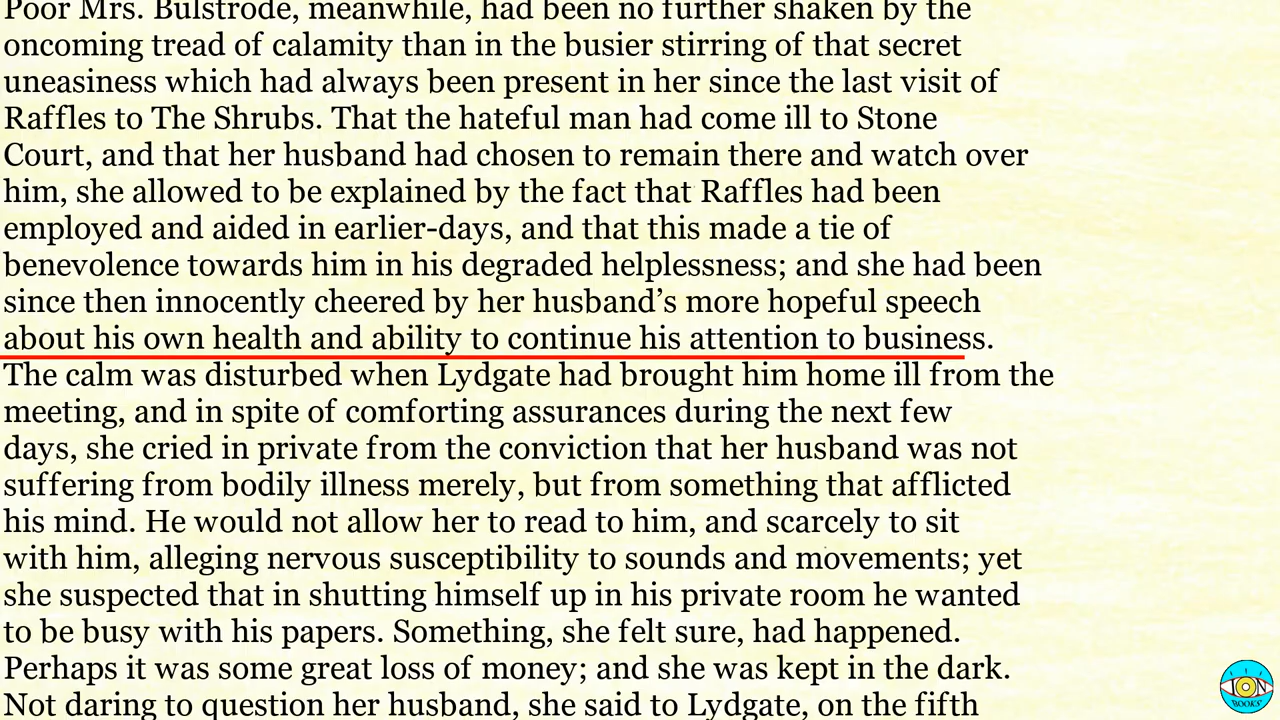 Poor Mrs. Bulstrode, meanwhile, had been no further shaken by the
oncoming tread of calamity than in the busier stirring of that secret
uneasiness which had always been present in her since the last visit of
Raffles to The Shrubs. That the hateful man had come ill to Stone
Court, and that her husband had chosen to remain there and watch over
him, she allowed to be explained by the fact that Raffles had been
employed and aided in earlier-days, and that this made a tie of
benevolence towards him in his degraded helplessness; and she had been
since then innocently cheered by her husband’s more hopeful speech
about his own health and ability to continue his attention to business.
The calm was disturbed when Lydgate had brought him home ill from the
meeting, and in spite of comforting assurances during the next few
days, she cried in private from the conviction that her husband was not
suffering from bodily illness merely, but from something that afflicted
his mind. He would not allow her to read to him, and scarcely to sit
with him, alleging nervous susceptibility to sounds and movements; yet
she suspected that in shutting himself up in his private room he wanted
to be busy with his papers. Something, she felt sure, had happened.
Perhaps it was some great loss of money; and she was kept in the dark.
Not daring to question her husband, she said to Lydgate, on the fifth
ION
BOOKS